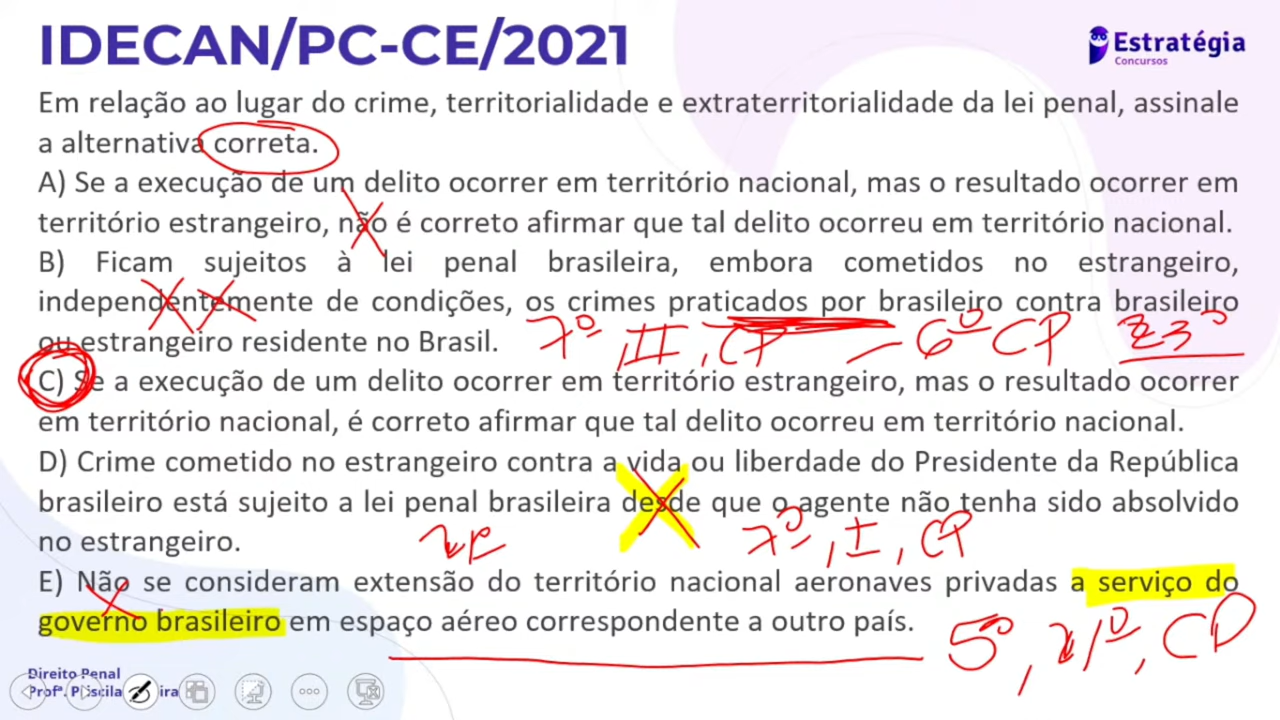 IDECAN/PC-CE/2021
Estratégia
Concursos
Em relação ao lugar do crime, territorialidade e extraterritorialidade da lei penal, assinale
a alternativa correta.
A) Se a execução de um delito ocorrer em território nacional, mas o resultado ocorrer em
território estrangeiro, não é correto afirmar que tal delito ocorreu em território nacional.
B) Ficam sujeitos à lei penal brasileira, embora cometidos no estrangeiro,
independentemente de condições, os crimes praticados por brasileiro contra brasileiro
ou estrangeiro residente no Brasil.
7º, II, CP — 6º CP §3º
C) Se a execução de um delito ocorrer em território estrangeiro, mas o resultado ocorrer
em território nacional, é correto afirmar que tal delito ocorreu em território nacional.
D) Crime cometido no estrangeiro contra a vida ou liberdade do Presidente da República
brasileiro está sujeito a lei penal brasileira desde que o agente não tenha sido absolvido
no estrangeiro.
7º, I, CP
E) Não se consideram extensão do território nacional aeronaves privadas a serviço do
governo brasileiro em espaço aéreo correspondente a outro país.
5º, §1º, CP
Direito Penal
Profª.